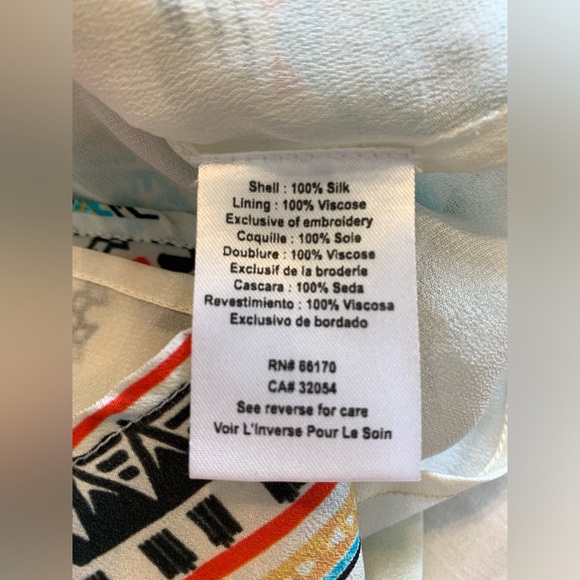 Shell : 100% Silk
Lining : 100% Viscose
Exclusive of embroidery
Coquille : 100% Soie
Doublure : 100% Viscose
Exclusif de la broderie
Cascara : 100% Seda
Revestimiento : 100% Viscosa
Exclusivo de bordado
RN# 66170
CA# 32054
See reverse for care
Voir L'Inverse Pour Le Soin